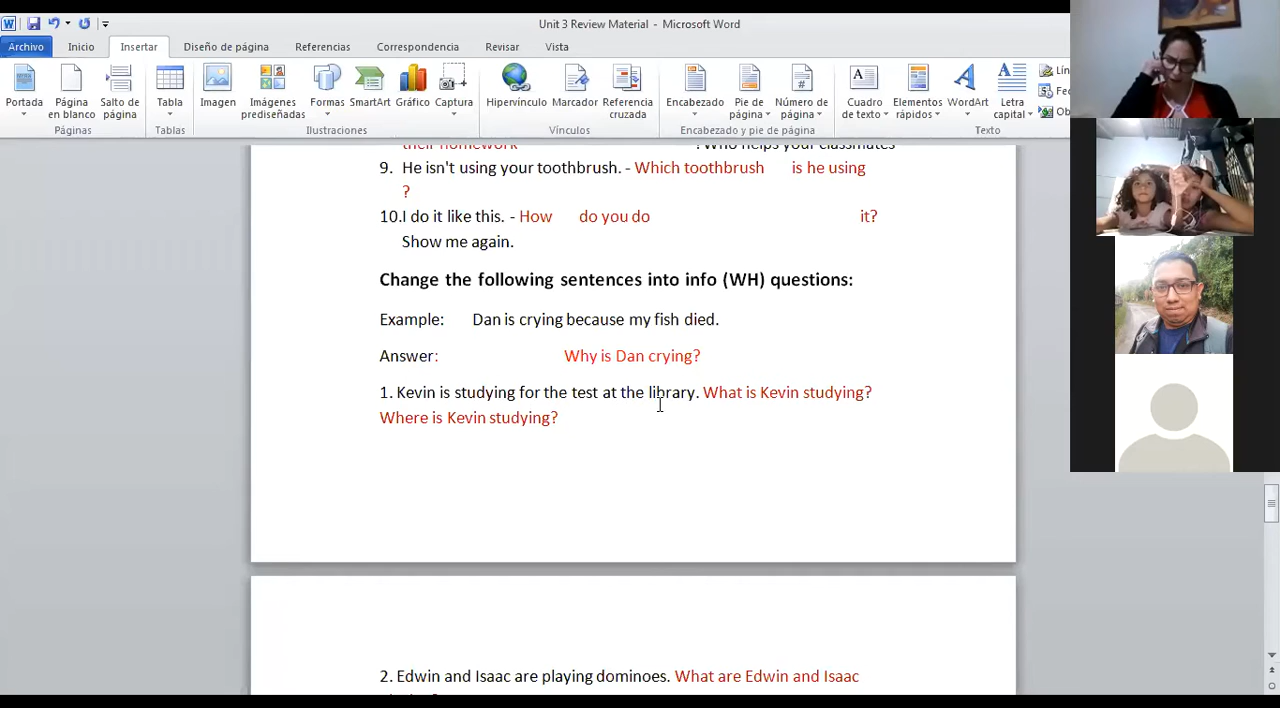 Unit 3 Review Material - Microsoft Word
Archivo Inicio Insertar Diseño de página Referencias Correspondencia Revisar Vista
Portada Página en blanco Salto de página Tabla Imagen Imágenes prediseñadas Formas SmartArt Gráfico Captura Hipervínculo Marcador Referencia cruzada Encabezado Pie de página Número de página Cuadro de texto Elementos rápidos WordArt Letra capital
Páginas Tablas Ilustraciones Vínculos Encabezado y pie de página Texto
their homework ?Who helps your classmates
9. He isn't using your toothbrush. - Which toothbrush is he using
?
10.I do it like this. - How do you do it?
Show me again.
Change the following sentences into info (WH) questions:
Example: Dan is crying because my fish died.
Answer: Why is Dan crying?
1. Kevin is studying for the test at the library. What is Kevin studying?
Where is Kevin studying?
2. Edwin and Isaac are playing dominoes. What are Edwin and Isaac